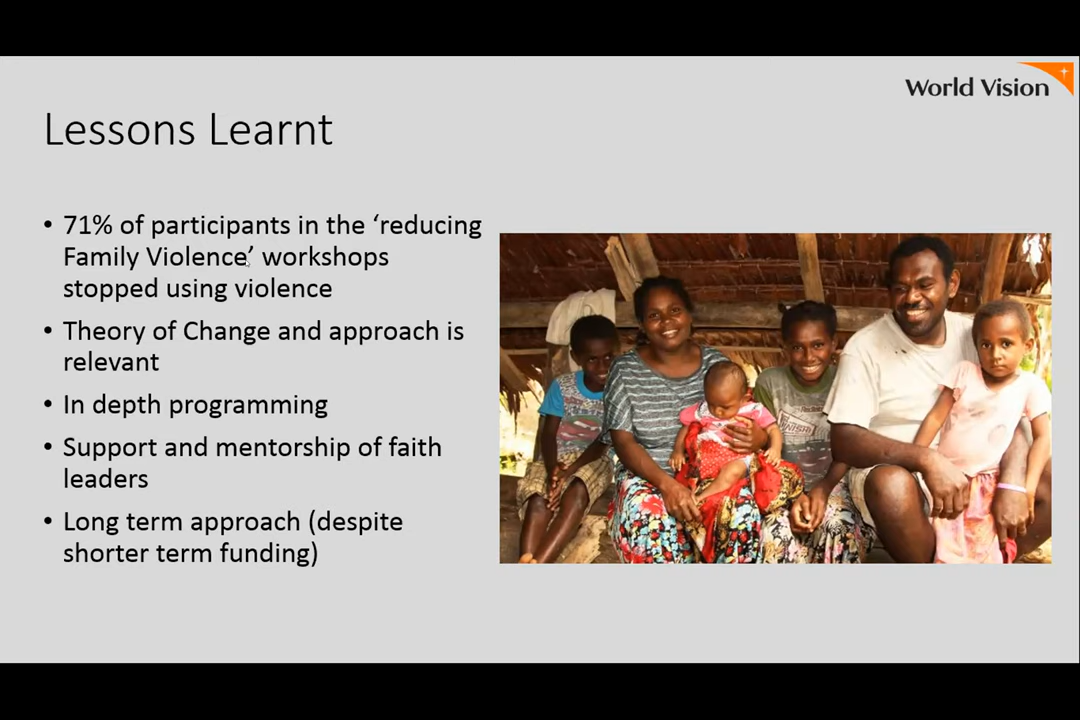 World Vision
Lessons Learnt
• 71% of participants in the ‘reducing
Family Violence’ workshops
stopped using violence
• Theory of Change and approach is
relevant
• In depth programming
• Support and mentorship of faith
leaders
• Long term approach (despite
shorter term funding)